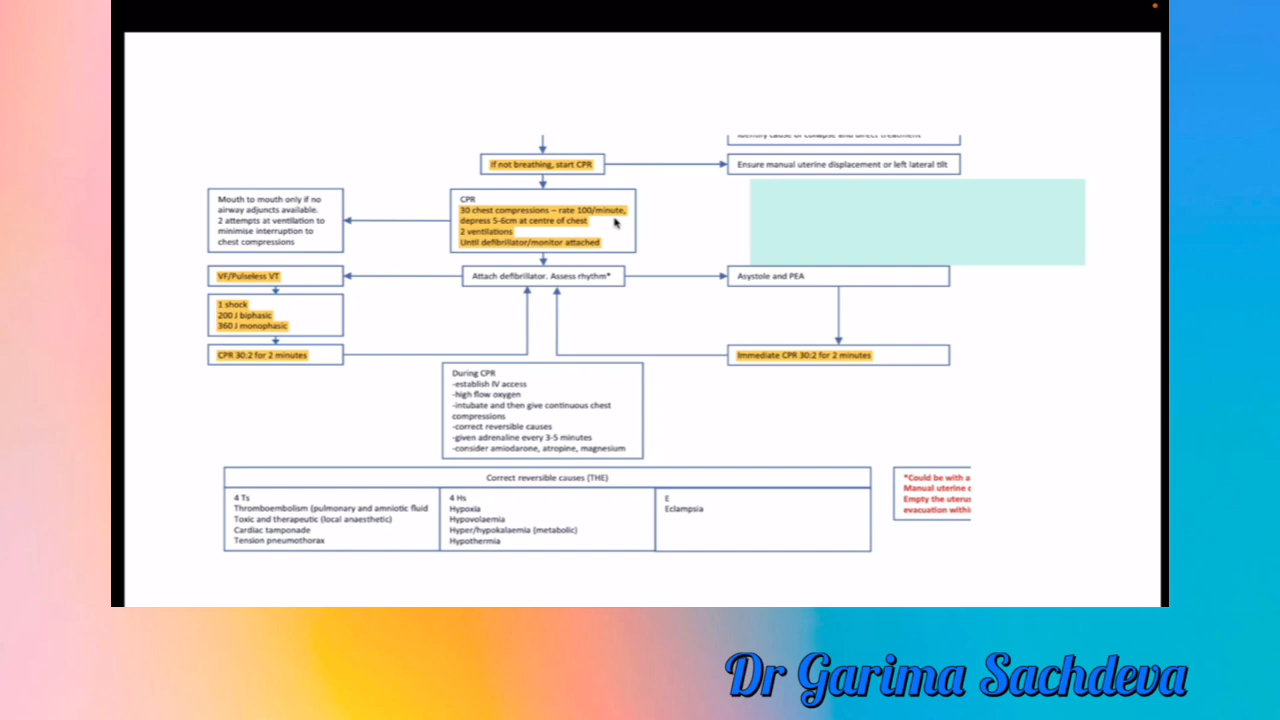 Identify cause of collapse and direct treatment
If not breathing, start CPR
Ensure manual uterine displacement or left lateral tilt
Mouth to mouth only if no
airway adjuncts available.
2 attempts at ventilation to
minimise interruption to
chest compressions
CPR
30 chest compressions – rate 100/minute,
depress 5-6cm at centre of chest
2 ventilations
Until defibrillator/monitor attached
VF/Pulseless VT
Attach defibrillator. Assess rhythm*
Asystole and PEA
1 shock
200 J biphasic
360 J monophasic
CPR 30:2 for 2 minutes
Immediate CPR 30:2 for 2 minutes
During CPR
-establish IV access
-high flow oxygen
-intubate and then give continuous chest
compressions
-correct reversible causes
-given adrenaline every 3-5 minutes
-consider amiodarone, atropine, magnesium
Correct reversible causes (THE)
4 Ts
Thromboembolism (pulmonary and amniotic fluid
Toxic and therapeutic (local anaesthetic)
Cardiac tamponade
Tension pneumothorax
4 Hs
Hypoxia
Hypovolaemia
Hyper/hypokalaemia (metabolic)
Hypothermia
E
Eclampsia
*Could be with a
Manual uterine
Empty the uterus
evacuation within
Dr Garima Sachdeva